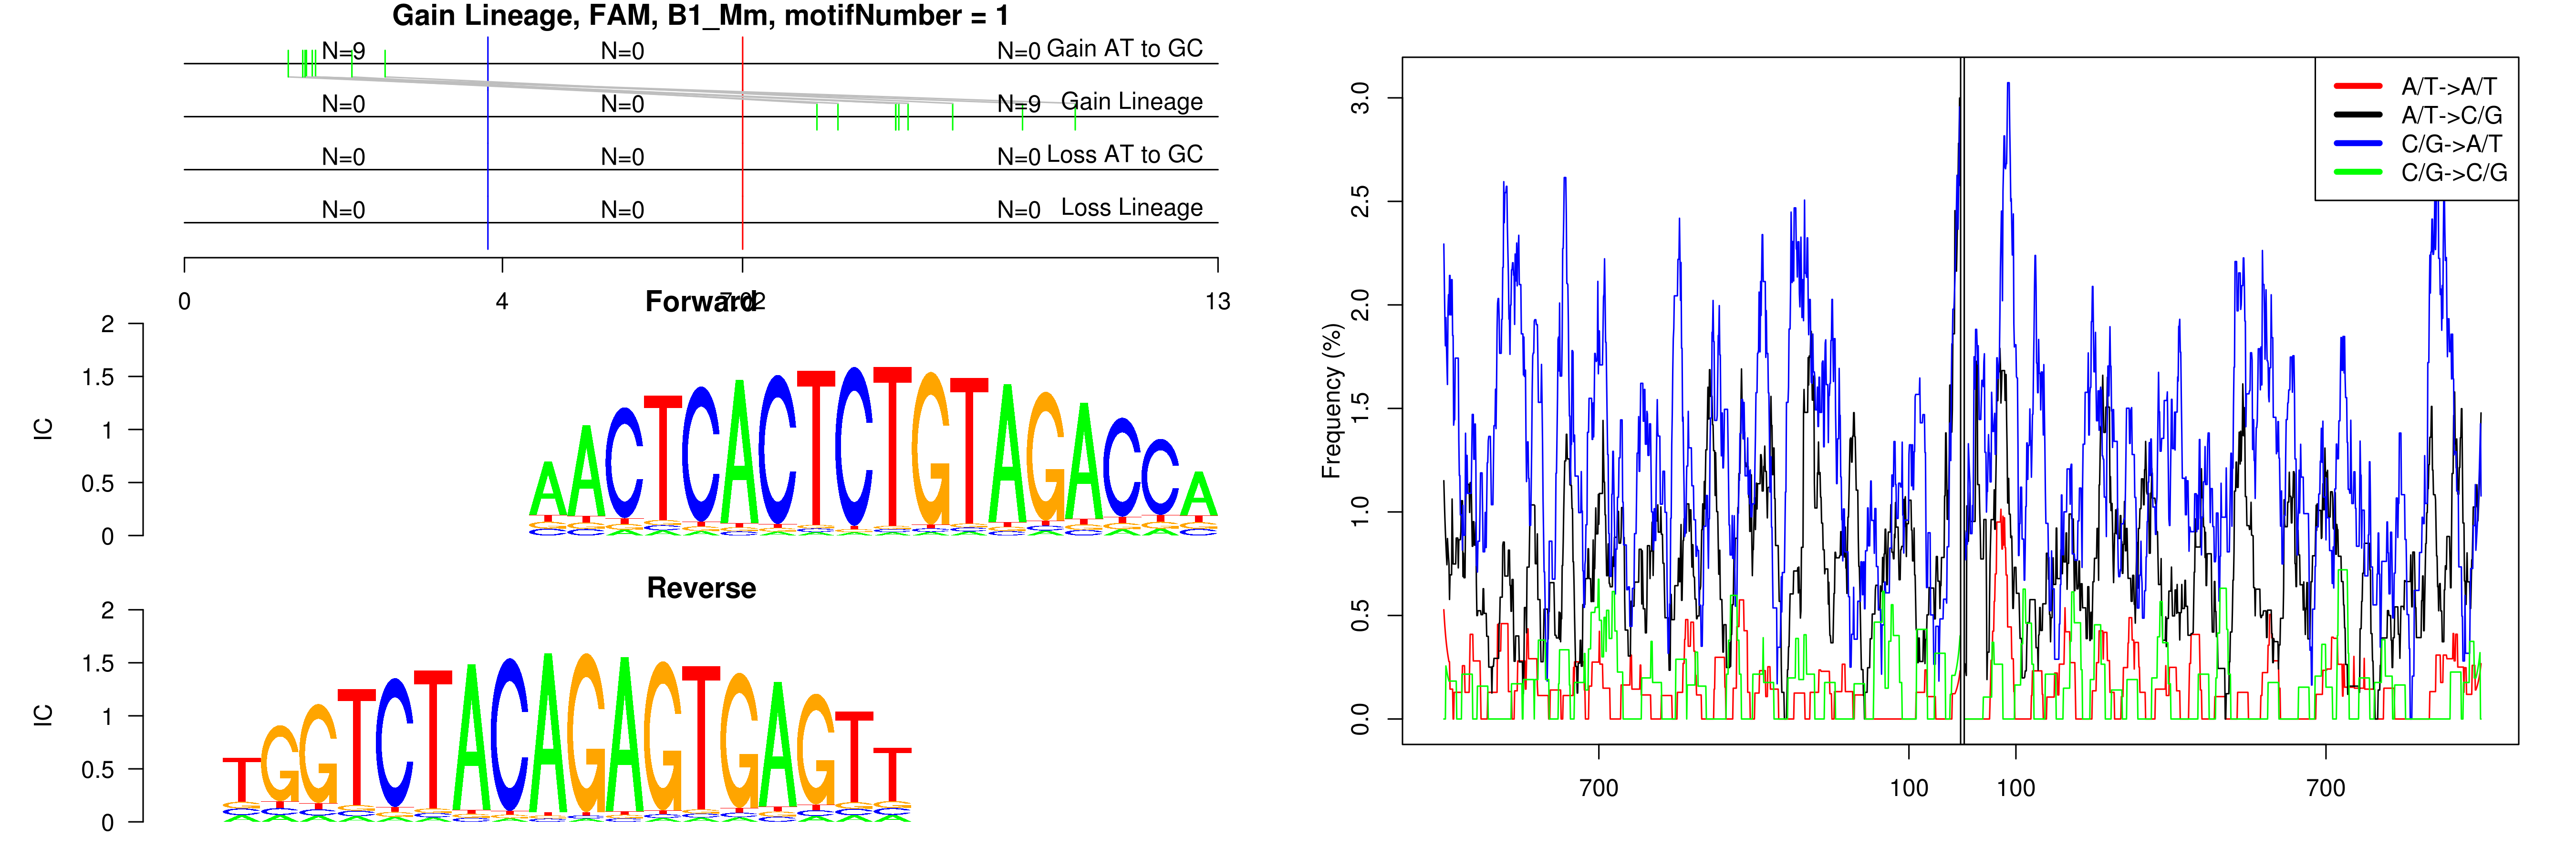 Gain Lineage, FAM, B1_Mm, motifNumber = 1
N=9 N=0 N=0 Gain AT to GC
N=0 N=0 N=9 Gain Lineage
N=0 N=0 N=0 Loss AT to GC
N=0 N=0 N=0 Loss Lineage
0 4 7.02 13
Forward
IC
2
1.5
1
0.5
0
AACTCACTCTGTAGACCA
Reverse
IC
2
1.5
1
0.5
0
TGGTCTACAGAGTGAGTT
Frequency (%)
3.0
2.5
2.0
1.5
1.0
0.5
0.0
A/T->A/T
A/T->C/G
C/G->A/T
C/G->C/G
700 100 100 700